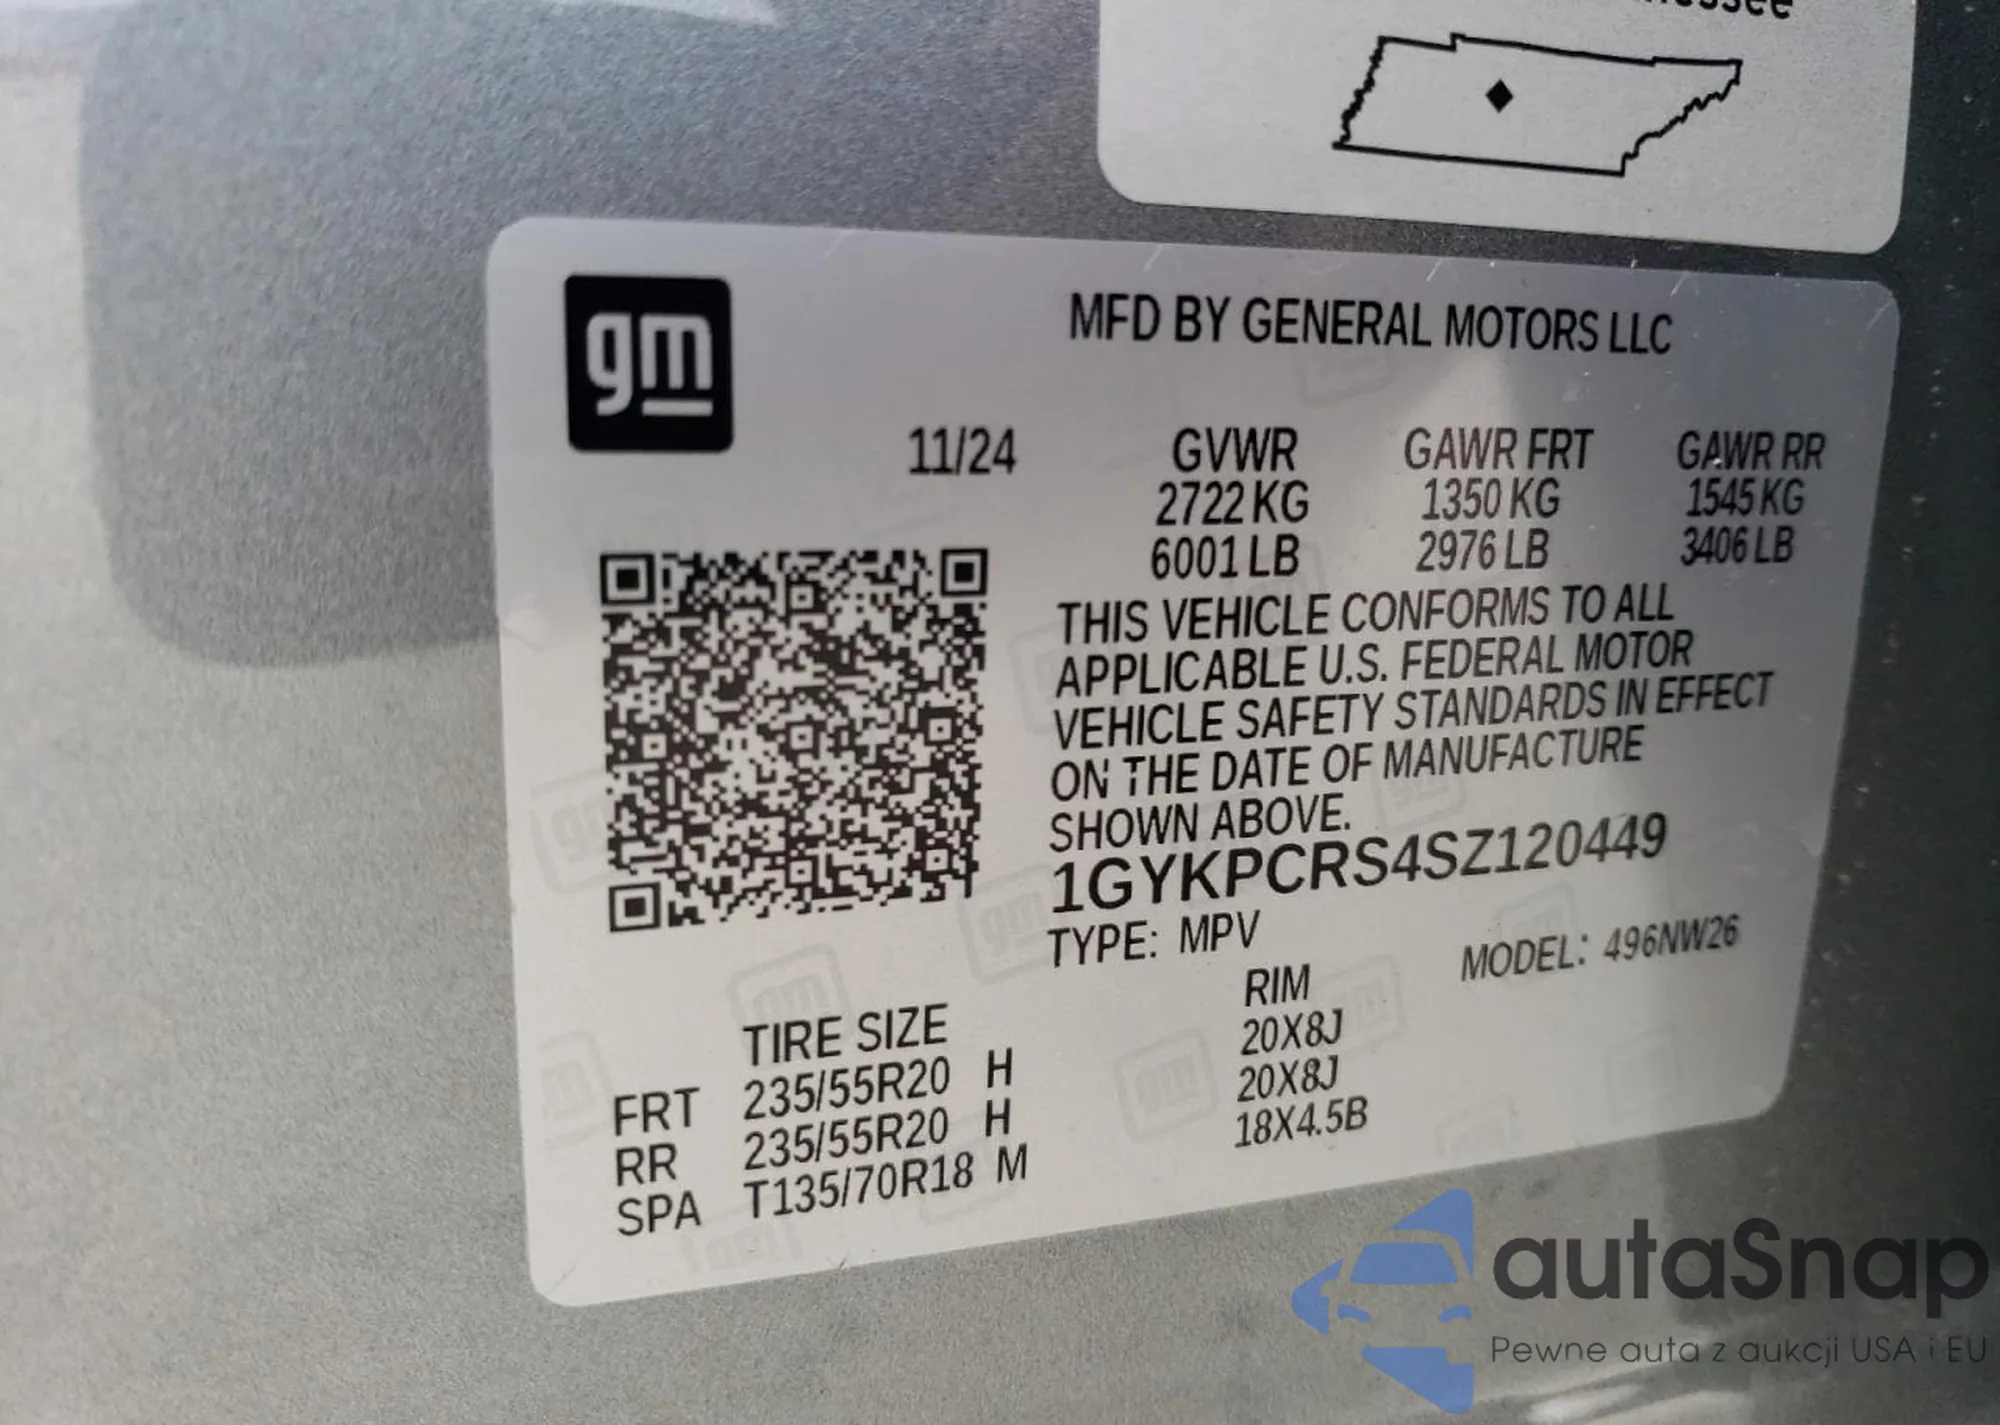 gm
MFD BY GENERAL MOTORS LLC
11/24 GVWR GAWR FRT GAWR RR
2722 KG 1350 KG 1545 KG
6001 LB 2976 LB 3406 LB
THIS VEHICLE CONFORMS TO ALL
APPLICABLE U.S. FEDERAL MOTOR
VEHICLE SAFETY STANDARDS IN EFFECT
ON THE DATE OF MANUFACTURE
SHOWN ABOVE.
1GYKPCRS4SZ120449
TYPE: MPV MODEL: 496NW26
TIRE SIZE RIM
FRT 235/55R20 H 20X8J
RR 235/55R20 H 20X8J
SPA T135/70R18 M 18X4.5B
autaSnap
Pewne auta z aukcji USA i EU